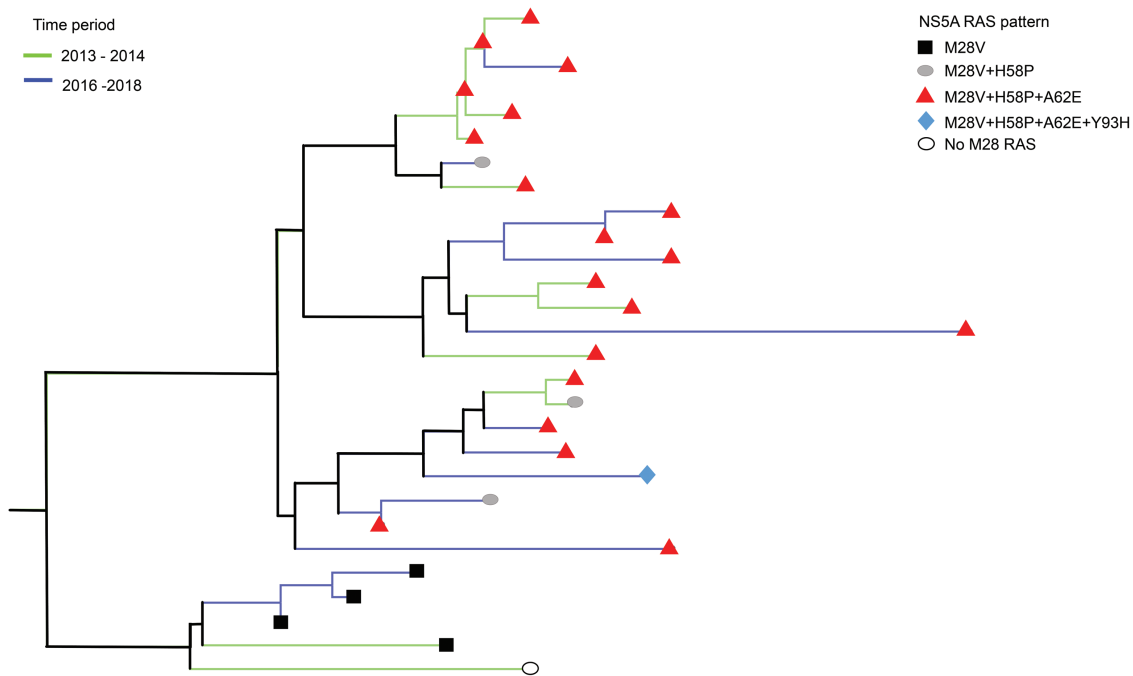 Time period
2013 - 2014
2016 -2018
NS5A RAS pattern
M28V
M28V+H58P
M28V+H58P+A62E
M28V+H58P+A62E+Y93H
No M28 RAS